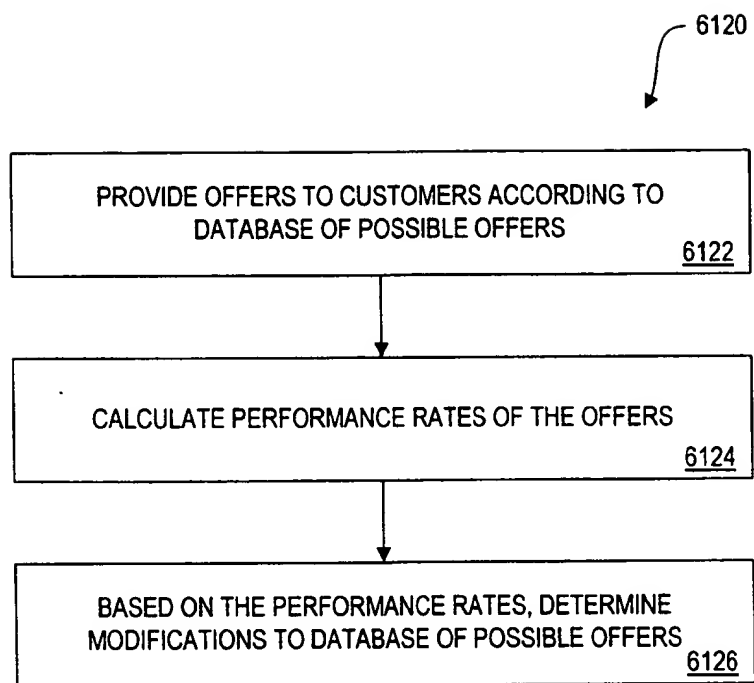 6120
PROVIDE OFFERS TO CUSTOMERS ACCORDING TO
DATABASE OF POSSIBLE OFFERS
6122
CALCULATE PERFORMANCE RATES OF THE OFFERS
6124
BASED ON THE PERFORMANCE RATES, DETERMINE
MODIFICATIONS TO DATABASE OF POSSIBLE OFFERS
6126